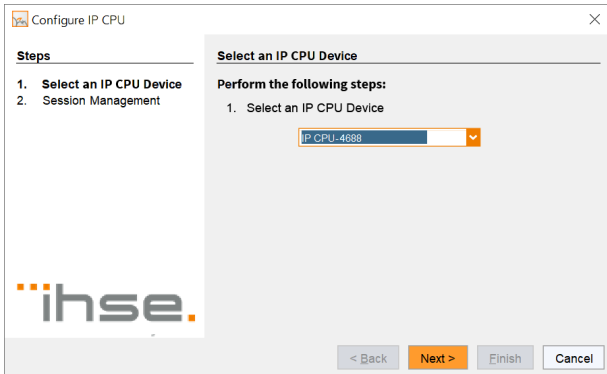 Configure IP CPU
Steps
1. Select an IP CPU Device
2. Session Management
Select an IP CPU Device
Perform the following steps:
1. Select an IP CPU Device
IP CPU-4688
ihse.
< Back
Next >
Finish
Cancel